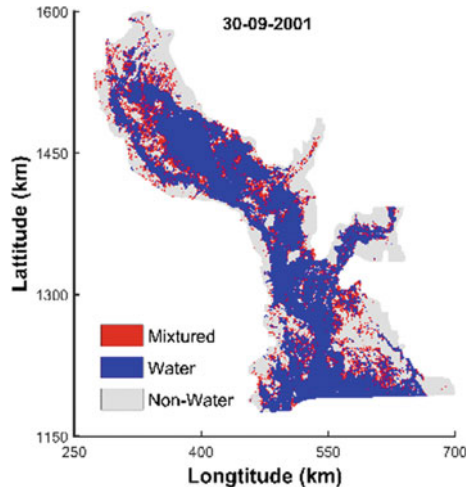 30-09-2001
1600
1450
1300
1150
Lattitude (km)
Mixtured
Water
Non-Water
250
400
550
700
Longtitude (km)